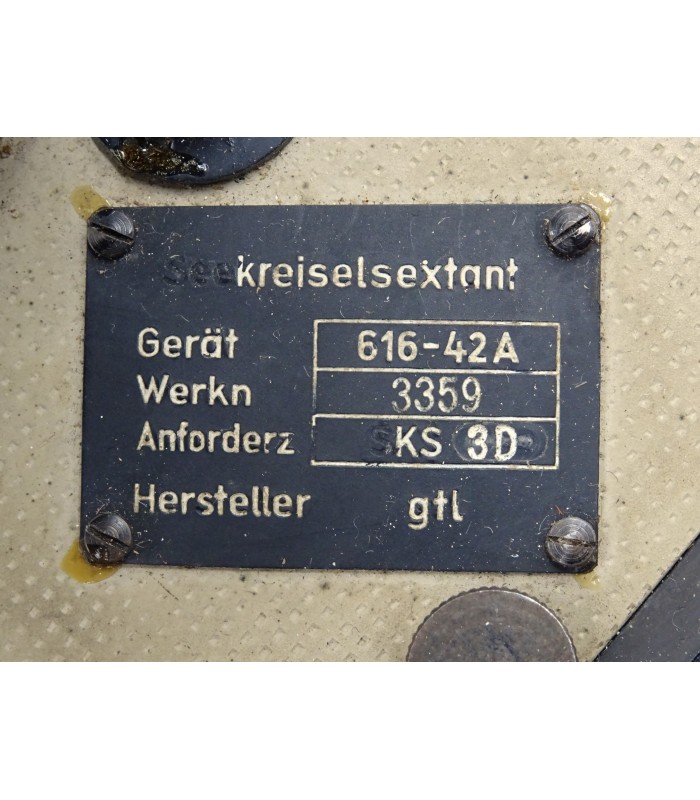 Seekreiselsextant
Gerät 616-42A
Werkn 3359
Anforderz SKS 3D
Hersteller gtl